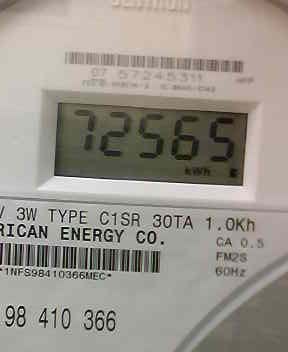 CENTRON
07 57245311
72565
kWh
V 3W TYPE C1SR 30TA 1.0Kh
RICAN ENERGY CO.
CA 0.5
FM2S
60Hz
*1NFS98410366MEC*
98 410 366